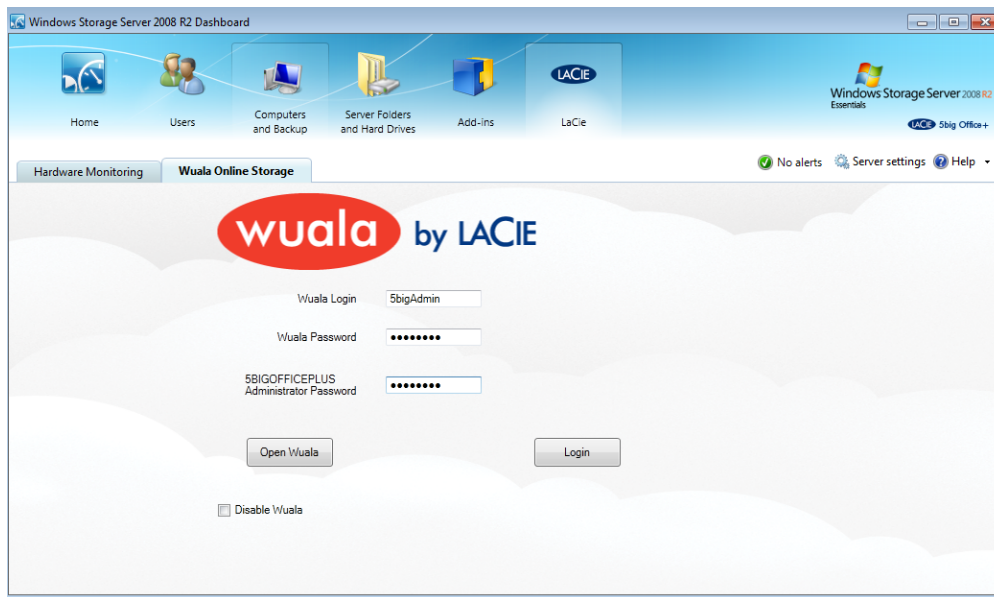 Windows Storage Server 2008 R2 Dashboard
Home
Users
Computers
and Backup
Server Folders
and Hard Drives
Add-ins
LACIE
LaCie
Windows Storage Server 2008 R2
Essentials
LACIE 5big Office+
Hardware Monitoring
Wuala Online Storage
No alerts
Server settings
Help
wuala by LACIE
Wuala Login
5bigAdmin
Wuala Password
5BIGOFFICEPLUS
Administrator Password
Open Wuala
Login
Disable Wuala